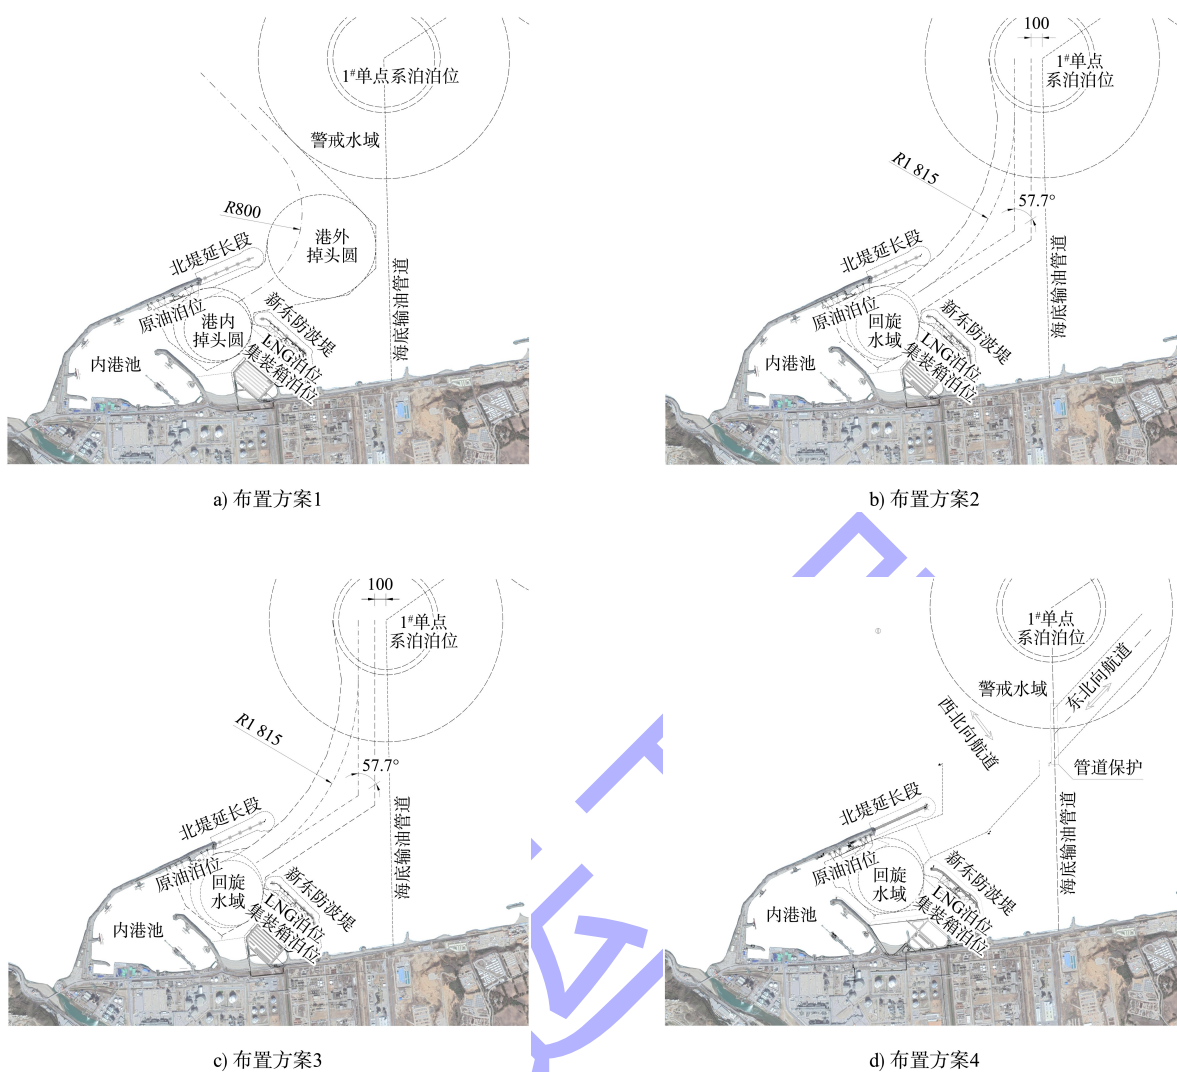 1#单点系泊泊位
警戒水域
R800
港外
掉头圆
北堤延长段
原油泊位
港内
掉头圆
新东防波堤
LNG泊位
集装箱泊位
内港池
海底输油管道
a) 布置方案1
100
1#单点
系泊泊位
R1 815
57.7°
北堤延长段
原油泊位
回旋
水域
新东防波堤
LNG泊位
集装箱泊位
内港池
海底输油管道
b) 布置方案2
100
1#单点
系泊泊位
R1 815
57.7°
北堤延长段
原油泊位
回旋
水域
新东防波堤
LNG泊位
集装箱泊位
内港池
海底输油管道
c) 布置方案3
1#单点
系泊泊位
警戒水域
东北向航道
西北向航道
管道保护
北堤延长段
原油泊位
回旋
水域
新东防波堤
LNG泊位
集装箱泊位
内港池
海底输油管道
d) 布置方案4